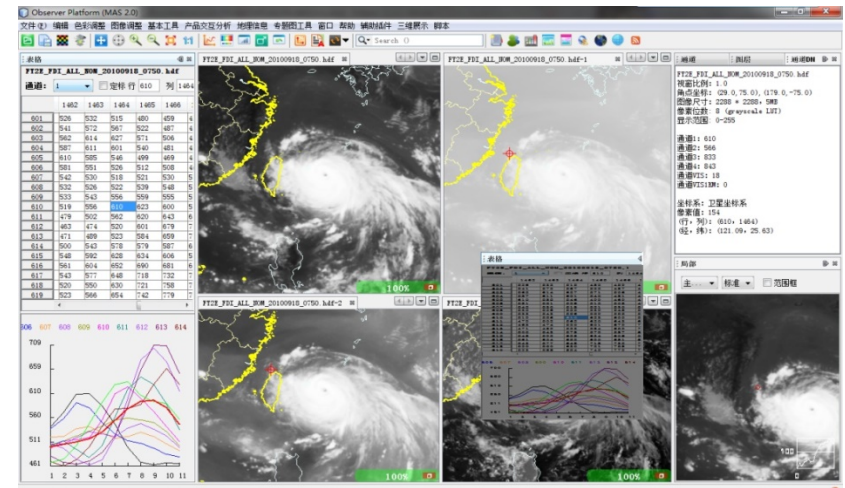 Observer Platform (MAS 2.0)
文件(F) 编辑 色彩调整 图像调整 基本工具 产品交互分析 地理信息 专题图工具 窗口 帮助 辅助插件 三维展示 脚本
Search ()
表格
FY2E_FDI_ALL_NOM_20100918_0750.hdf
通道: 1 定标 行 610 列 1464
1462 1463 1464 1465 1466
601 526 532 515 480 459
602 541 572 567 522 487
603 562 614 627 571 506
604 587 611 601 540 481
605 610 585 546 499 469
606 581 551 526 512 508
607 542 530 518 521 530
608 532 526 522 539 548
609 533 543 556 559 555
610 519 556 610 623 600
611 479 502 562 620 643
612 463 474 520 601 679
613 471 489 523 584 659
614 500 543 578 579 587
615 548 592 628 634 606
616 561 604 652 690 681
617 543 577 648 718 732
618 520 550 630 721 758
619 523 566 654 742 779
606 607 608 609 610 611 612 613 614
709
659
610
560
511
461
1 2 3 4 5 6 7 8 9 10 11
FY2E_FDI_ALL_NOM_20100918_0750.hdf
100%
FY2E_FDI_ALL_NOM_20100918_0750.hdf-1
FY2E_FDI_ALL_NOM_20100918_0750.hdf-2
100%
FY2E_FDI
100%
表格
通道 图层 通道DN
FY2E_FDI_ALL_NOM_20100918_0750.hdf
视窗比例: 1.0
角点坐标: (29.0,75.0),(179.0,-75.0)
图像尺寸: 2288 * 2288, 5MB
像素位数: 8 (grayscale LUT)
显示范围: 0-255
通道1: 610
通道2: 566
通道3: 833
通道4: 843
通道VIS: 18
通道VIS1KM: 0
坐标系: 卫星坐标系
像素值: 154
(行, 列): (610, 1464)
(经, 纬): (121.09, 25.63)
局部
主... 标准 范围框
100
0